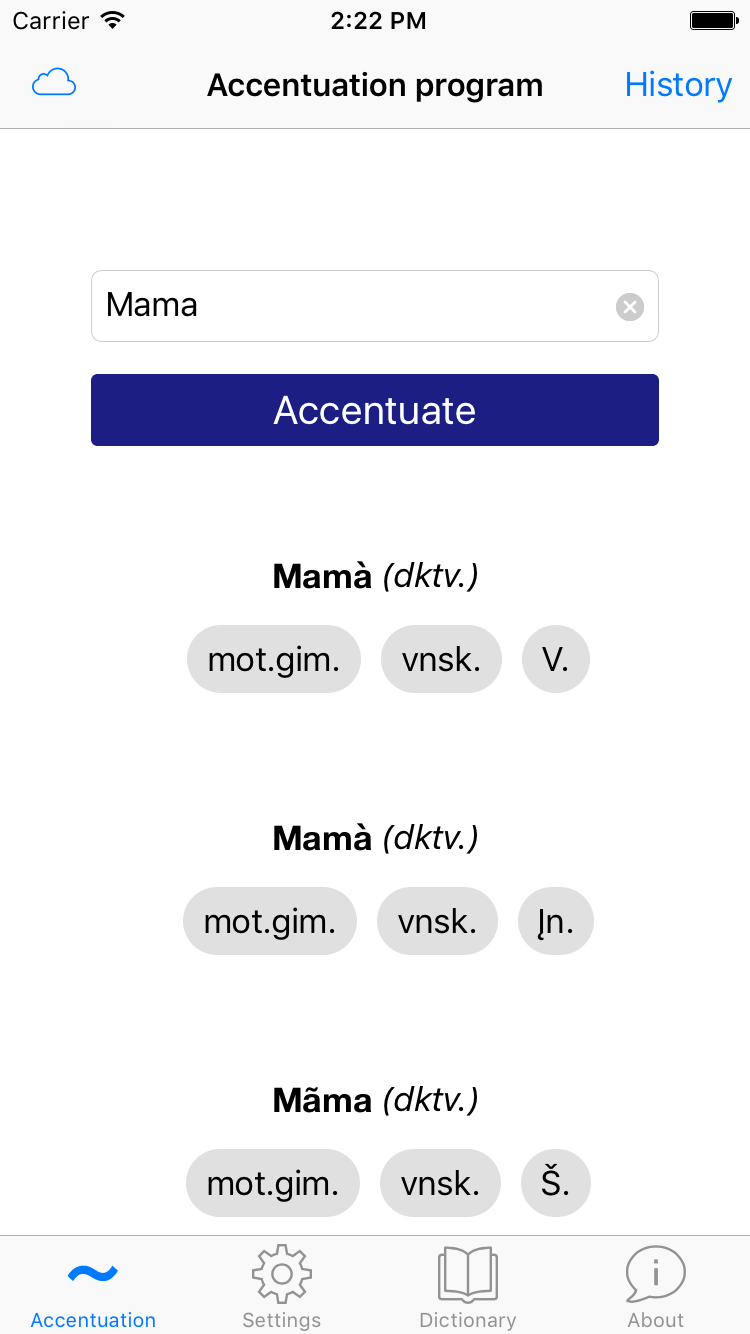 Carrier 2:22 PM
Accentuation program History
Mama
Accentuate
Mamà (dktv.)
mot.gim. vnsk. V.
Mamà (dktv.)
mot.gim. vnsk. Įn.
Mãma (dktv.)
mot.gim. vnsk. Š.
Accentuation Settings Dictionary About